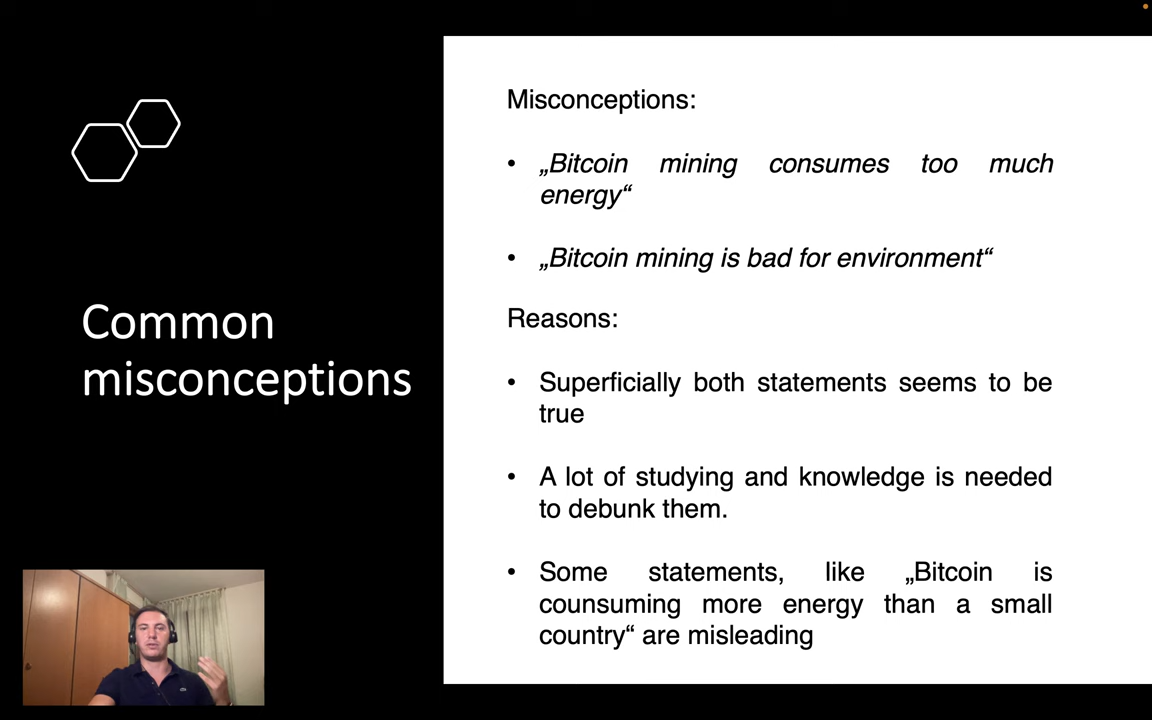 Common
misconceptions
Misconceptions:
• „Bitcoin mining consumes too much
energy“
• „Bitcoin mining is bad for environment“
Reasons:
• Superficially both statements seems to be
true
• A lot of studying and knowledge is needed
to debunk them.
• Some statements, like „Bitcoin is
counsuming more energy than a small
country“ are misleading